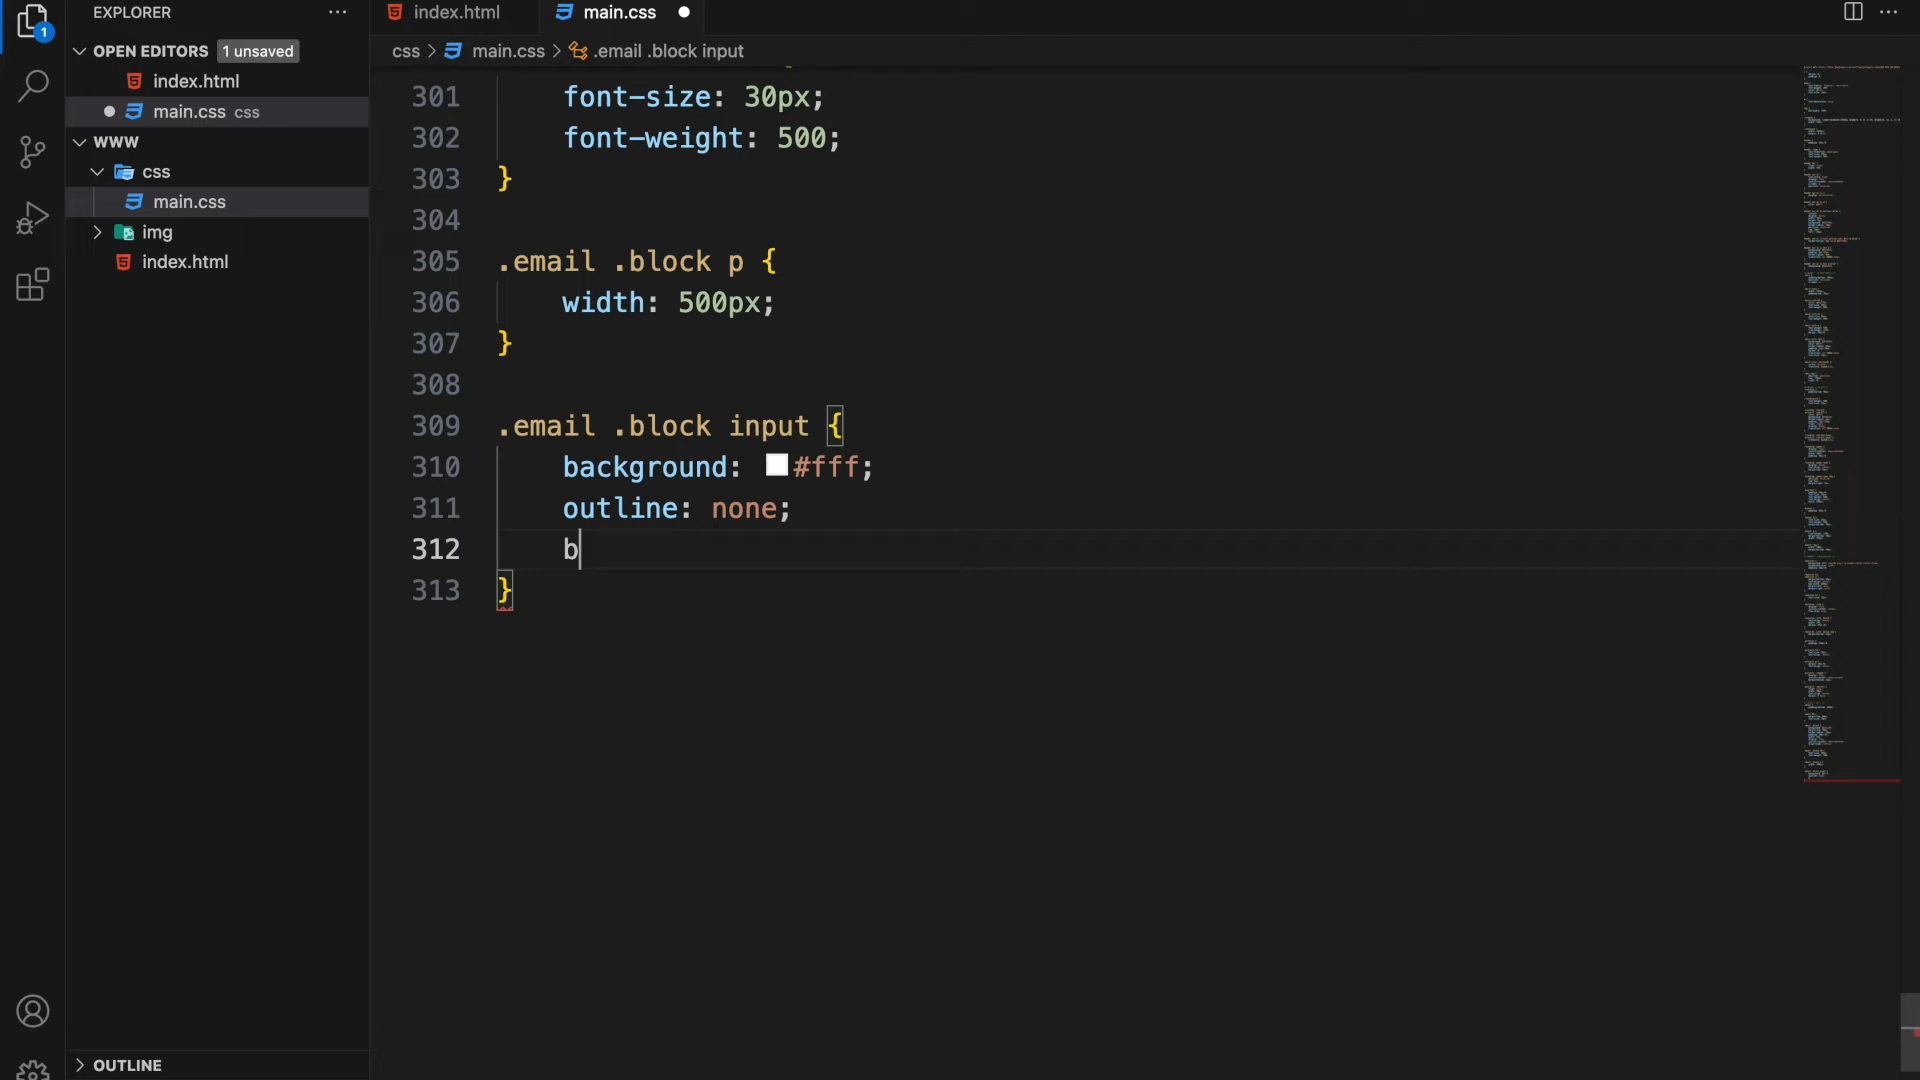 EXPLORER
index.html
main.css
1
OPEN EDITORS 1 unsaved
css main.css .email .block input
index.html
main.css css
WWW
css
main.css
img
index.html
301 font-size: 30px;
302 font-weight: 500;
303 }
304
305 .email .block p {
306 width: 500px;
307 }
308
309 .email .block input {
310 background: #fff;
311 outline: none;
312 b
313 }
OUTLINE